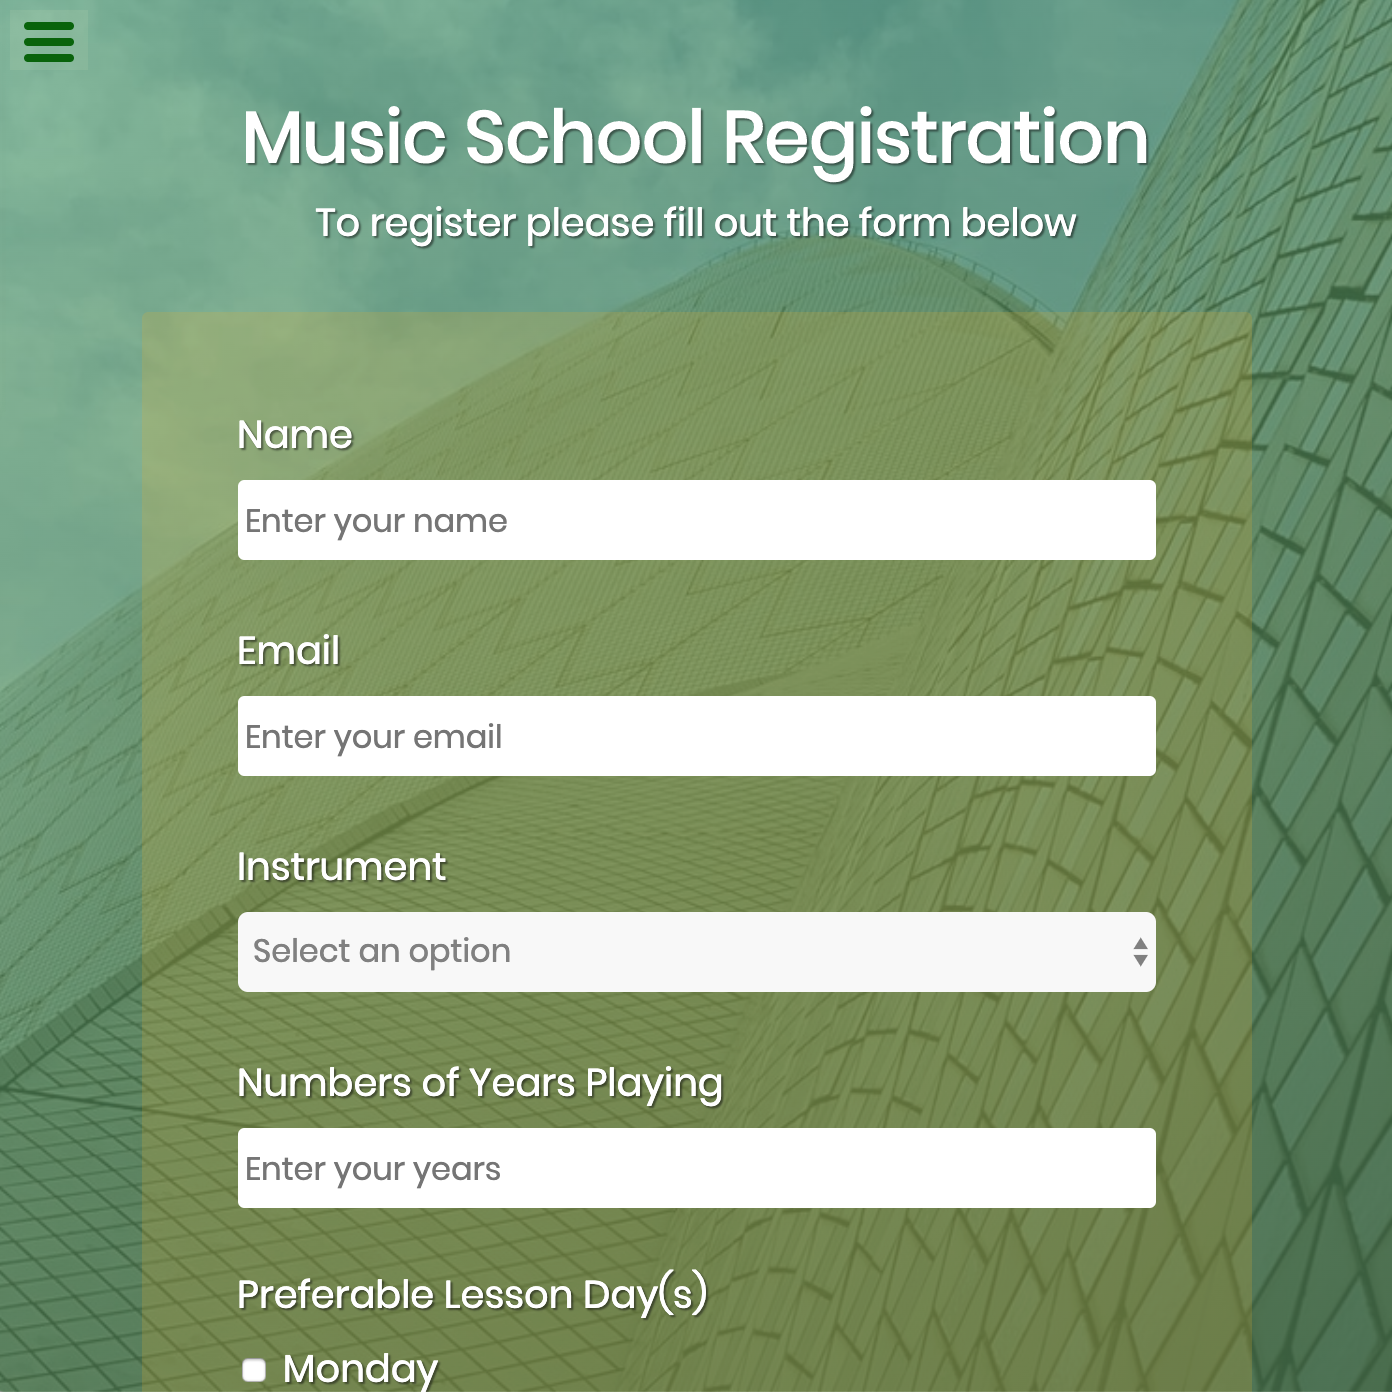 Music School Registration
To register please fill out the form below
Name
Enter your name
Email
Enter your email
Instrument
Select an option
Numbers of Years Playing
Enter your years
Preferable Lesson Day(s)
Monday